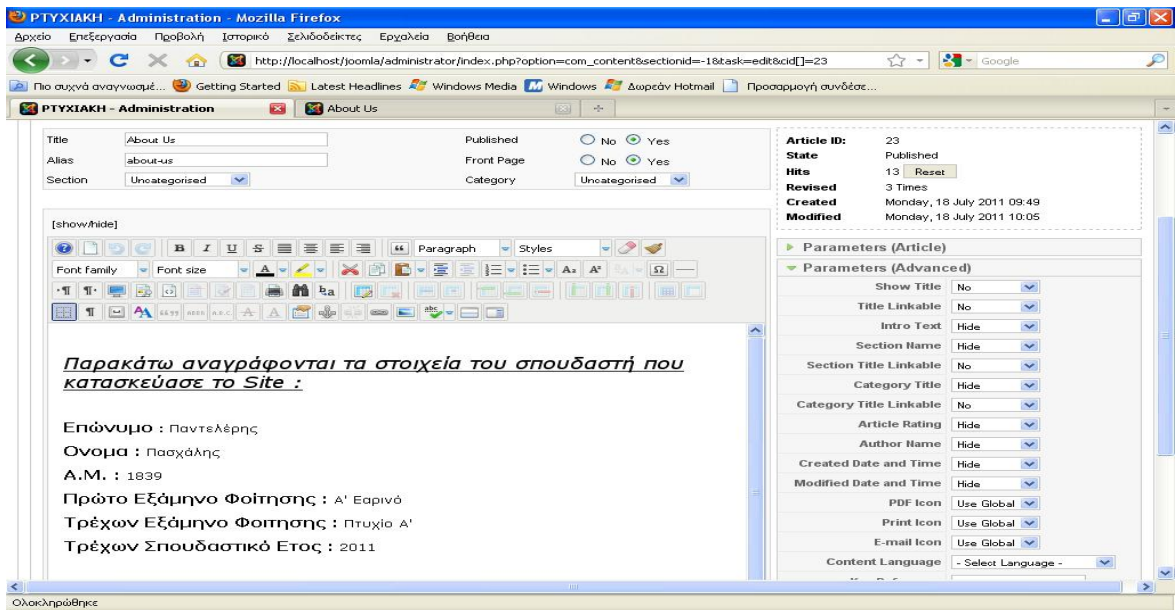 PTYXIAKH - Administration - Mozilla Firefox
Αρχείο Επεξεργασία Προβολή Ιστορικό Σελιδοδείκτες Εργαλεία Βοήθεια
http://localhost/joomla/administrator/index.php?option=com_content&sectionid=-1&task=edit&cid[]=23
Google
Πιο συχνά αναγνωσμέ... Getting Started Latest Headlines Windows Media Windows Δωρεάν Hotmail Προσαρμογή συνδέσε...
PTYXIAKH - Administration About Us
Title About Us Published No Yes
Alias about-us Front Page No Yes
Section Uncategorised Category Uncategorised
[show/hide]
Paragraph Styles
Font family Font size
Παρακάτω αναγράφονται τα στοιχεία του σπουδαστή που
κατασκεύασε το Site :
Επώνυμο : Παντελέρης
Ονομα : Πασχάλης
Α.Μ. : 1839
Πρώτο Εξάμηνο Φοίτησης : Α' Εαρινό
Τρέχων Εξάμηνο Φοιτησης : Πτυχίο Α'
Τρέχων Σπουδαστικό Ετος : 2011
Article ID: 23
State Published
Hits 13 Reset
Revised 3 Times
Created Monday, 18 July 2011 09:49
Modified Monday, 18 July 2011 10:05
Parameters (Article)
Parameters (Advanced)
Show Title No
Title Linkable No
Intro Text Hide
Section Name Hide
Section Title Linkable No
Category Title Hide
Category Title Linkable No
Article Rating Hide
Author Name Hide
Created Date and Time Hide
Modified Date and Time Hide
PDF Icon Use Global
Print Icon Use Global
E-mail Icon Use Global
Content Language - Select Language -
Ολοκληρώθηκε